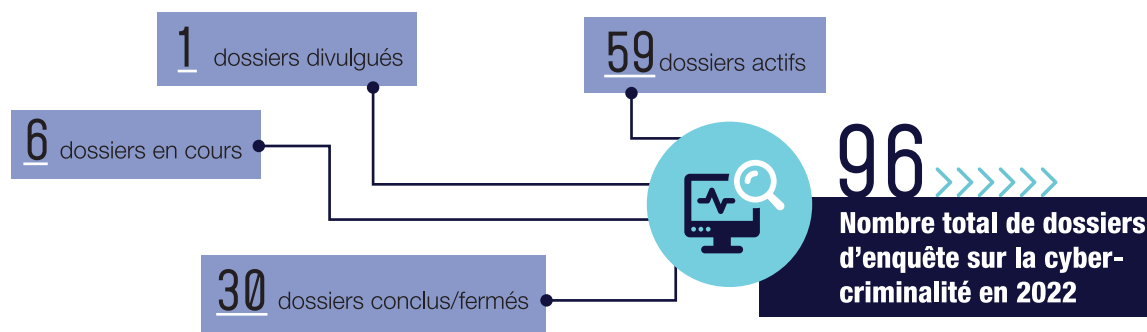 1 dossiers divulgués
59 dossiers actifs
6 dossiers en cours
96
Nombre total de dossiers
d'enquête sur la cyber-
criminalité en 2022
30 dossiers conclus/fermés